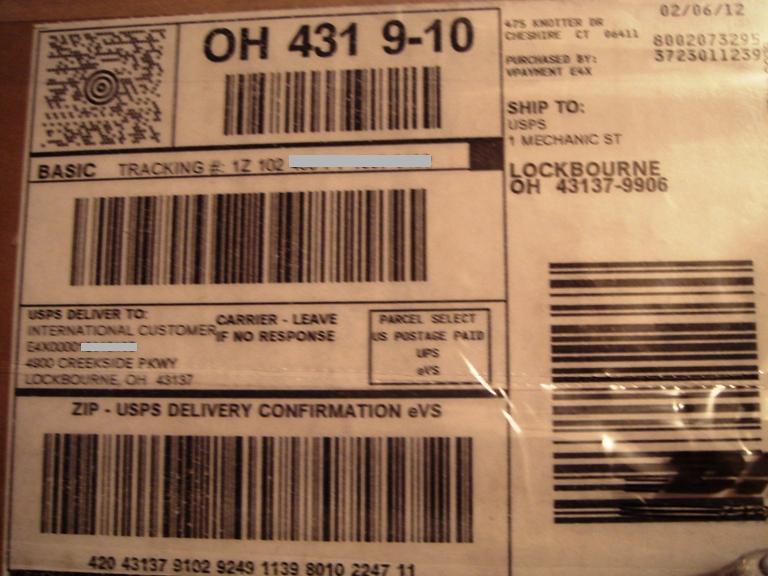 OH 431 9-10
02/06/12
475 KNOTTER DR
CHESHIRE CT 06411
8002073295
3723011239
PURCHASED BY:
VPAYMENT E4X
SHIP TO:
USPS
1 MECHANIC ST
LOCKBOURNE
OH 43137-9906
BASIC TRACKING #: 1Z 102
USPS DELIVER TO:
INTERNATIONAL CUSTOMER
E4X0000
4900 CREEKSIDE PKWY
LOCKBOURNE, OH 43137
CARRIER - LEAVE
IF NO RESPONSE
PARCEL SELECT
US POSTAGE PAID
UPS
eVS
ZIP - USPS DELIVERY CONFIRMATION eVS
420 43137 9102 9249 1139 8010 2247 11